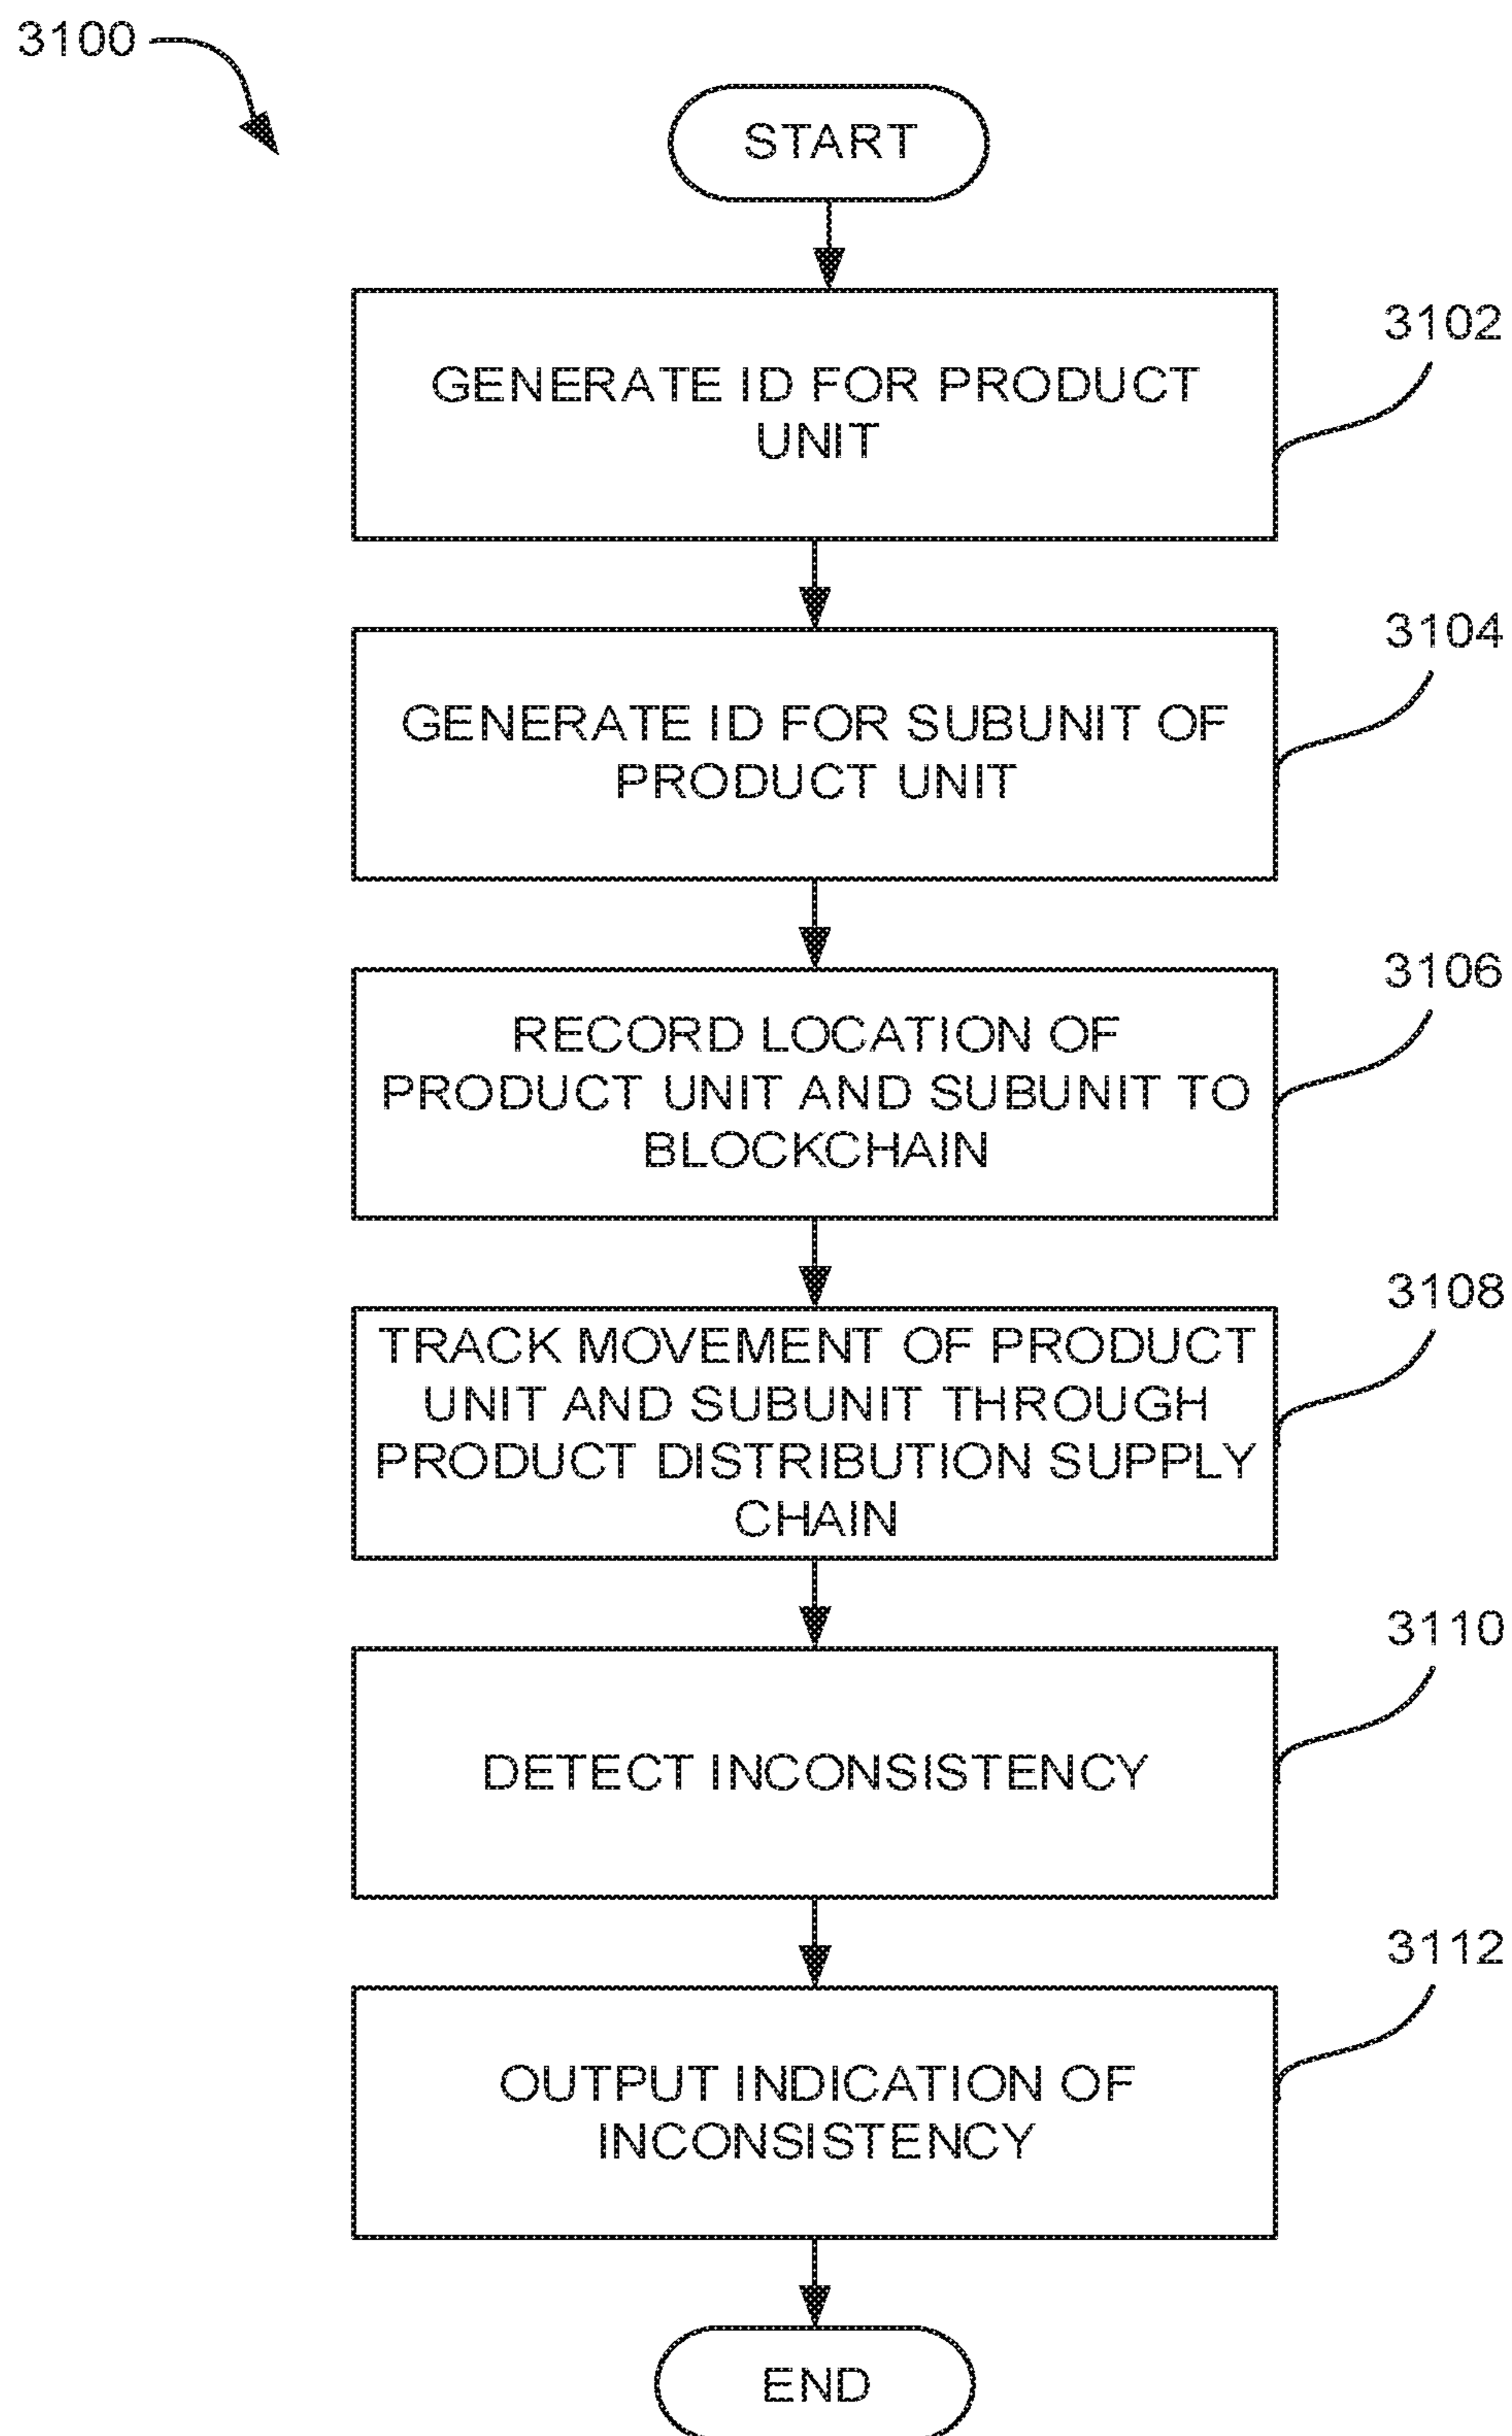 3100
START
3102
GENERATE ID FOR PRODUCT
UNIT
3104
GENERATE ID FOR SUBUNIT OF
PRODUCT UNIT
3106
RECORD LOCATION OF
PRODUCT UNIT AND SUBUNIT TO
BLOCKCHAIN
3108
TRACK MOVEMENT OF PRODUCT
UNIT AND SUBUNIT THROUGH
PRODUCT DISTRIBUTION SUPPLY
CHAIN
3110
DETECT INCONSISTENCY
3112
OUTPUT INDICATION OF
INCONSISTENCY
END